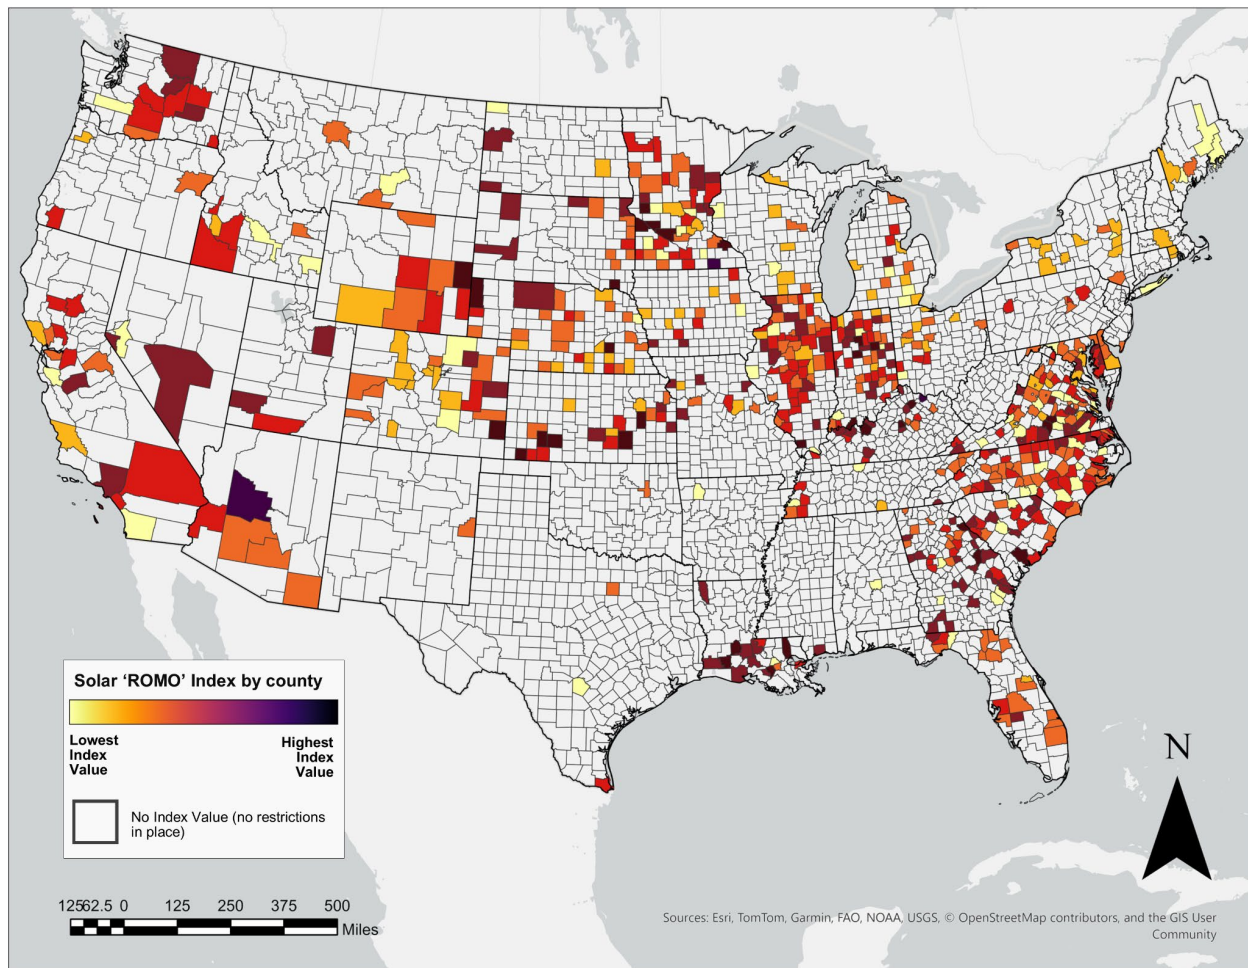 Solar ‘ROMO’ Index by county
Lowest
Index
Value
Highest
Index
Value
No Index Value (no restrictions
in place)
125 62.5 0 125 250 375 500
Miles
N
Sources: Esri, TomTom, Garmin, FAO, NOAA, USGS, © OpenStreetMap contributors, and the GIS User
Community